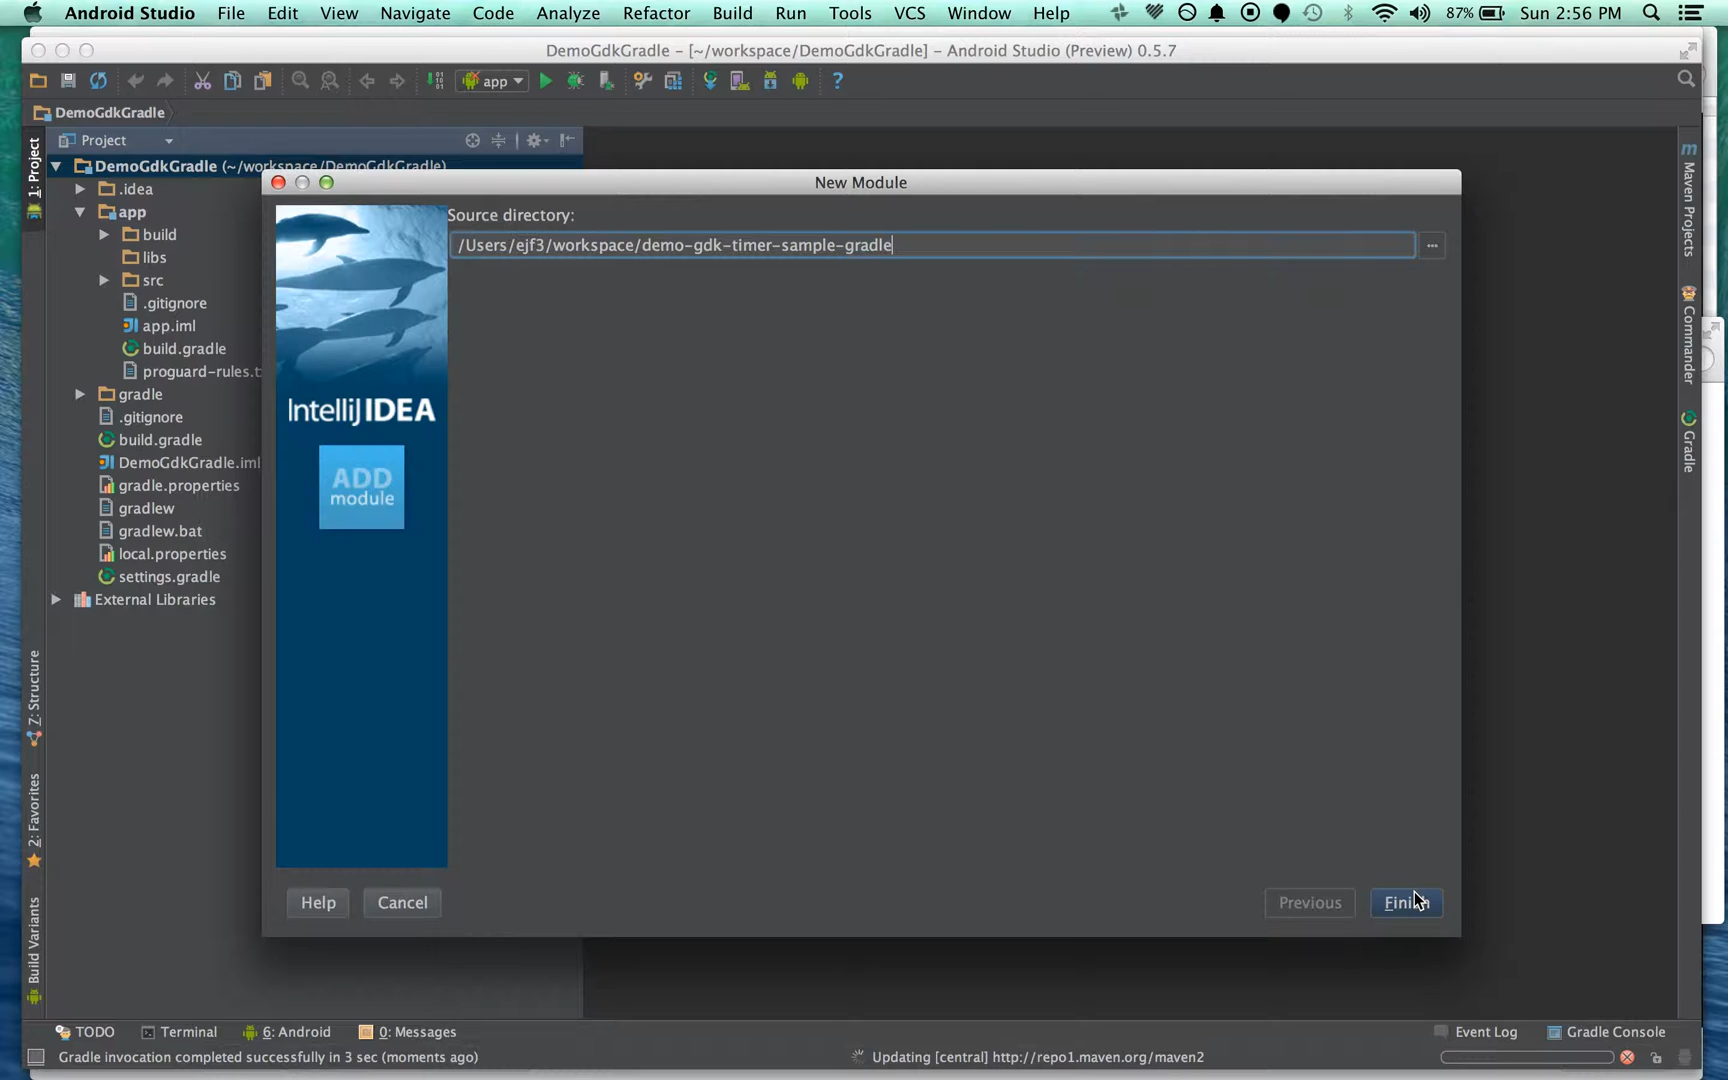 Android Studio File Edit View Navigate Code Analyze Refactor Build Run Tools VCS Window Help 87% Sun 2:56 PM
DemoGdkGradle – [~/workspace/DemoGdkGradle] – Android Studio (Preview) 0.5.7
app
DemoGdkGradle
Project
DemoGdkGradle (~/workspace/DemoGdkGradle)
.idea
app
build
libs
src
.gitignore
app.iml
build.gradle
proguard-rules.t
gradle
.gitignore
build.gradle
DemoGdkGradle.iml
gradle.properties
gradlew
gradlew.bat
local.properties
settings.gradle
External Libraries
1: Project
7: Structure
2: Favorites
Build Variants
New Module
Source directory:
/Users/ejf3/workspace/demo-gdk-timer-sample-gradle
...
IntelliJ IDEA
ADD
module
Help Cancel Previous Finish
m Maven Projects
Commander
Gradle
TODO Terminal 6: Android 0: Messages Event Log Gradle Console
Gradle invocation completed successfully in 3 sec (moments ago) Updating [central] http://repo1.maven.org/maven2